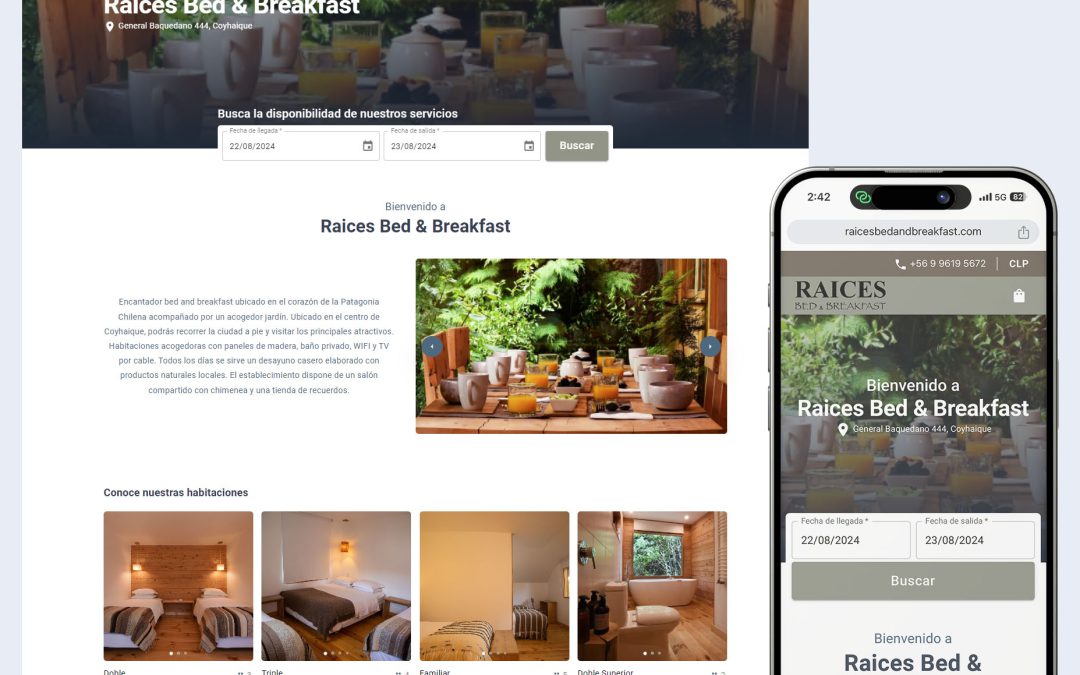 Raices Bed & Breakfast
General Baquedano 444, Coyhaique
Busca la disponibilidad de nuestros servicios
Fecha de llegada *
22/08/2024
Fecha de salida *
23/08/2024
Buscar
Bienvenido a
Raices Bed & Breakfast
Encantador bed and breakfast ubicado en el corazón de la Patagonia
Chilena acompañado por un acogedor jardín. Ubicado en el centro de
Coyhaique, podrás recorrer la ciudad a pie y visitar los principales atractivos.
Habitaciones acogedoras con paneles de madera, baño privado, WIFI y TV
por cable. Todos los días se sirve un desayuno casero elaborado con
productos naturales locales. El establecimiento dispone de un salón
compartido con chimenea y una tienda de recuerdos.
Conoce nuestras habitaciones
Doble
Triple
Familiar
Doble Superior
2:42
5G 82
raicesbedandbreakfast.com
+56 9 9619 5672
CLP
RAICES
BED & BREAKFAST
Bienvenido a
Raices Bed & Breakfast
General Baquedano 444, Coyhaique
Fecha de llegada *
22/08/2024
Fecha de salida *
23/08/2024
Buscar
Bienvenido a
Raices Bed &